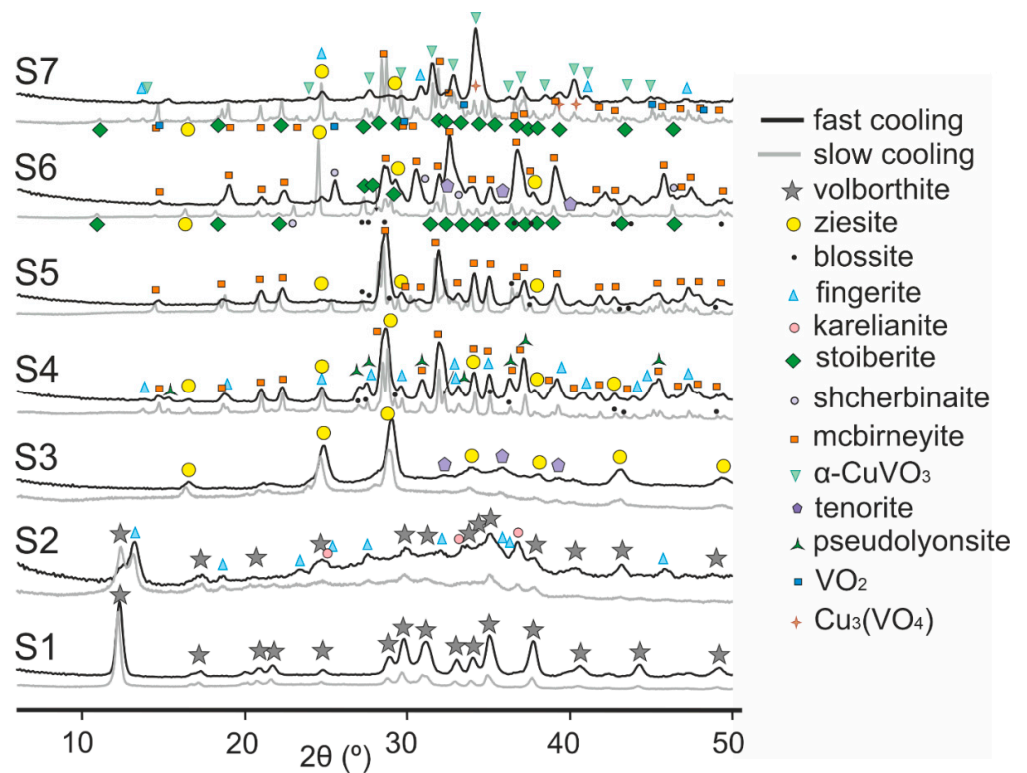 S7
S6
S5
S4
S3
S2
S1
10
20
30
40
50
2θ (º)
fast cooling
slow cooling
volborthite
ziesite
blossite
fingerite
karelianite
stoiberite
shcherbinaite
mcbirneyite
α-CuVO₃
tenorite
pseudolyonsite
VO₂
Cu₃(VO₄)